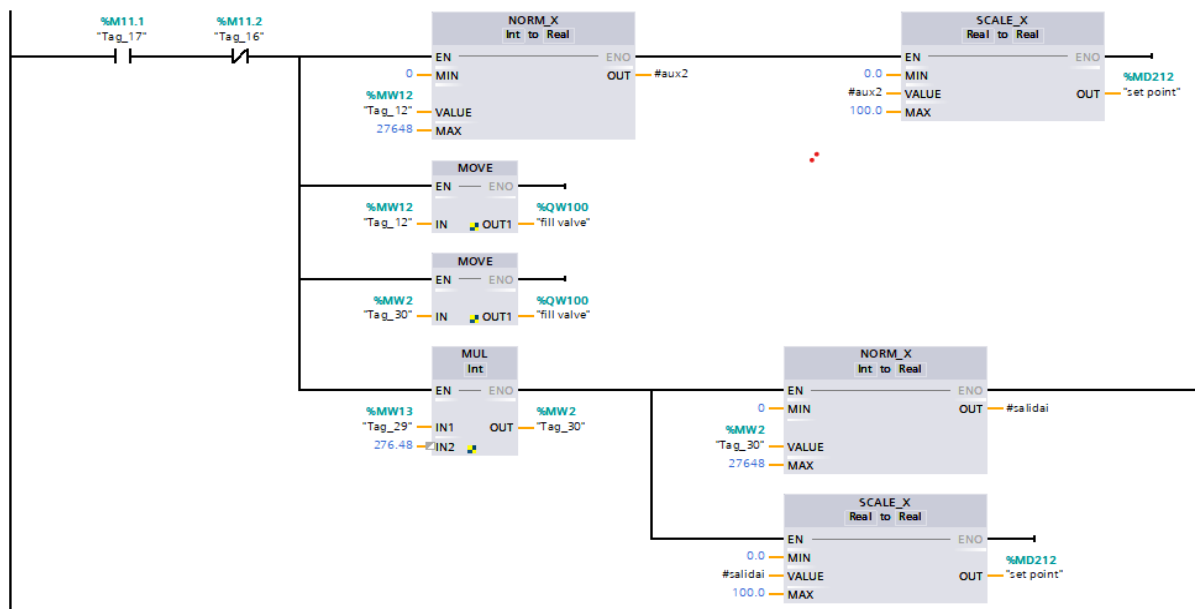 %M11.1
"Tag_17"
%M11.2
"Tag_16"
NORM_X
Int to Real
EN
ENO
0
MIN
OUT
#aux2
%MW12
"Tag_12"
VALUE
27648
MAX
SCALE_X
Real to Real
EN
ENO
0.0
MIN
#aux2
VALUE
OUT
%MD212
"set point"
100.0
MAX
MOVE
EN
ENO
%MW12
"Tag_12"
IN
OUT1
%QW100
"fill valve"
MOVE
EN
ENO
%MW2
"Tag_30"
IN
OUT1
%QW100
"fill valve"
MUL
Int
EN
ENO
%MW13
"Tag_29"
IN1
OUT
%MW2
"Tag_30"
276.48
IN2
NORM_X
Int to Real
EN
ENO
0
MIN
OUT
#salidai
%MW2
"Tag_30"
VALUE
27648
MAX
SCALE_X
Real to Real
EN
ENO
0.0
MIN
#salidai
VALUE
OUT
%MD212
"set point"
100.0
MAX